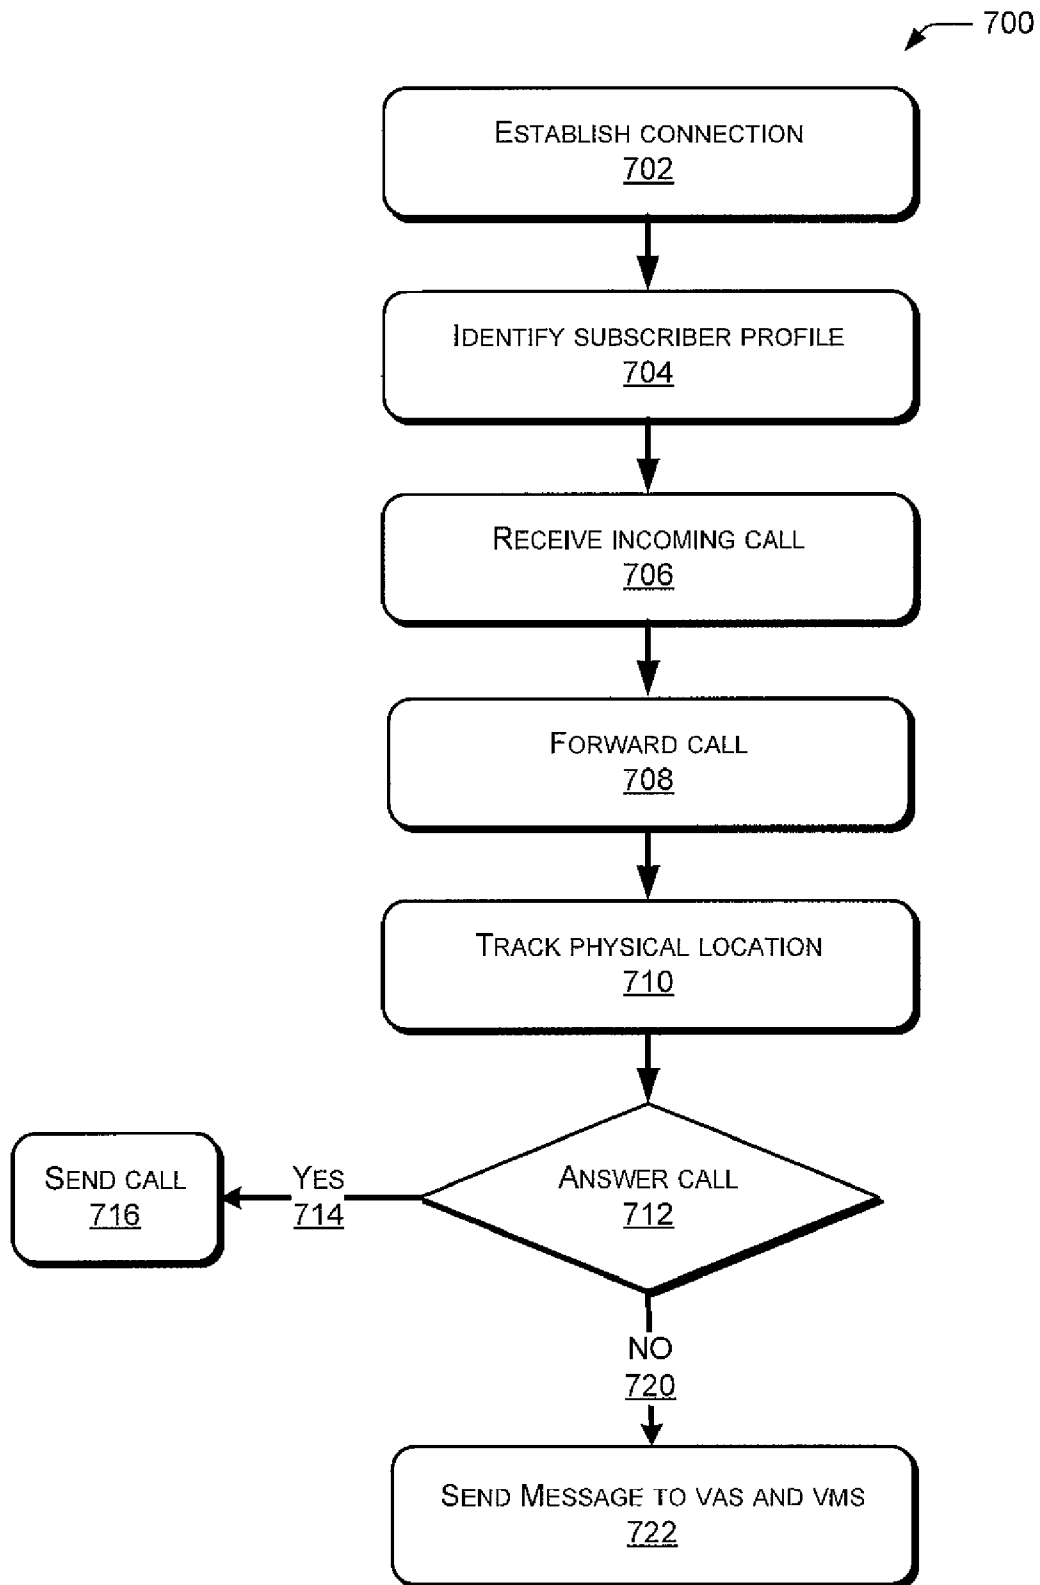 700
ESTABLISH CONNECTION
702
IDENTIFY SUBSCRIBER PROFILE
704
RECEIVE INCOMING CALL
706
FORWARD CALL
708
TRACK PHYSICAL LOCATION
710
ANSWER CALL
712
YES
714
SEND CALL
716
NO
720
SEND MESSAGE TO VAS AND VMS
722